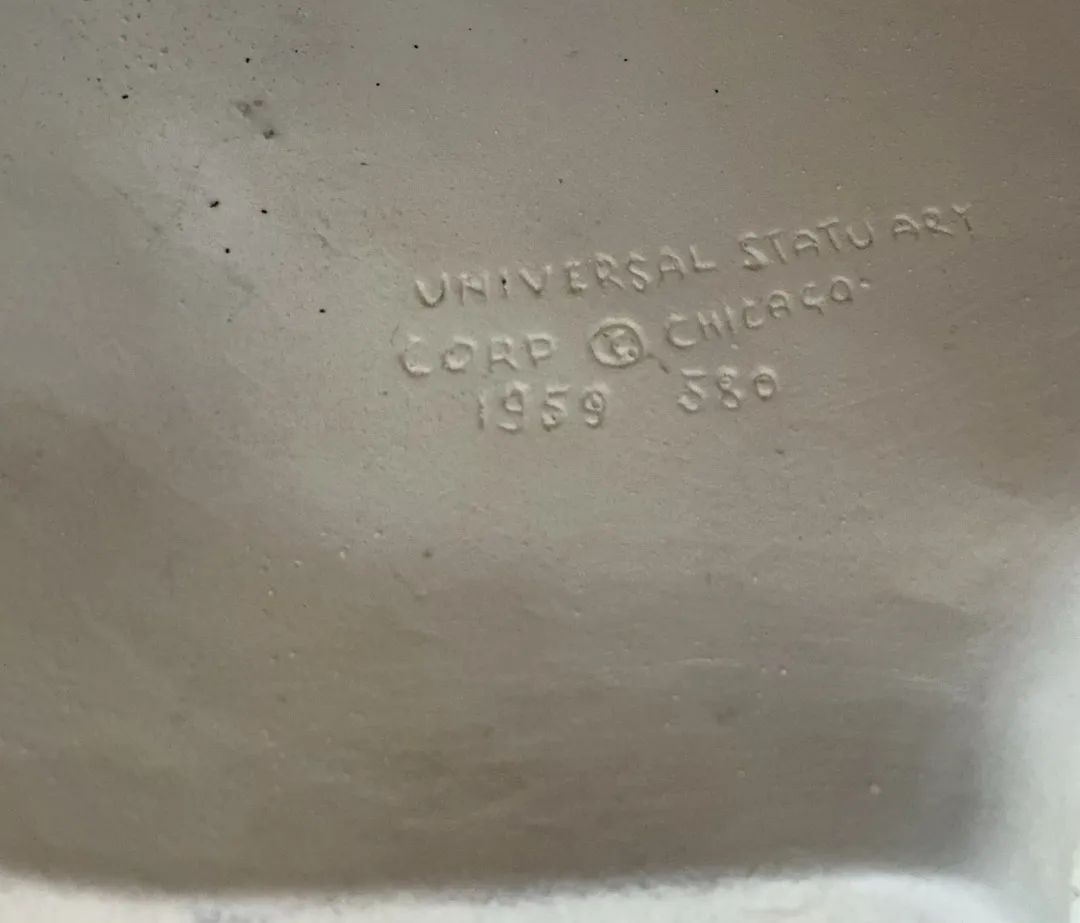 UNIVERSAL STATUARY
CORP © CHICAGO.
1959 580